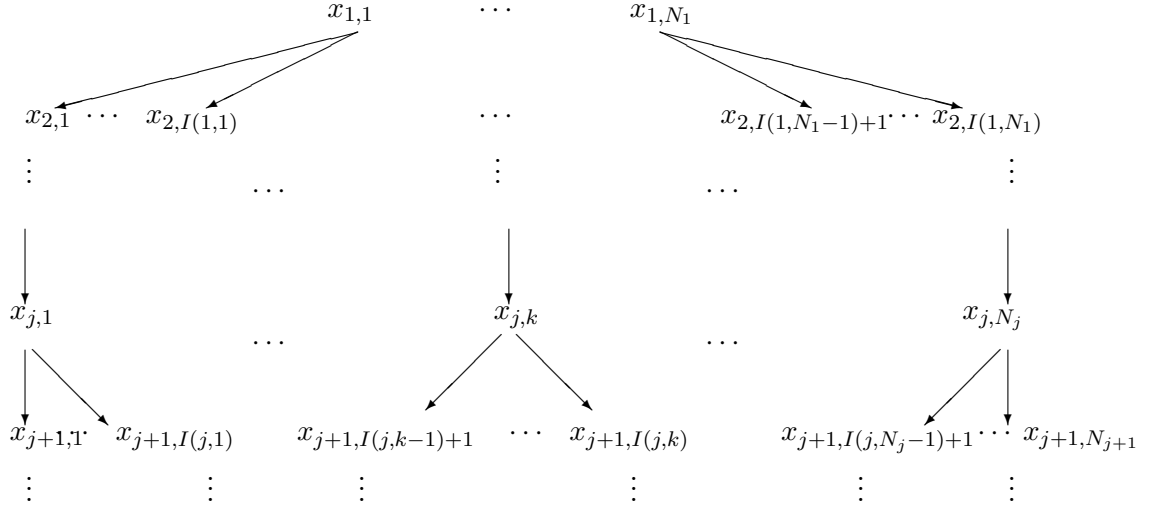 x_{1,1} ⋯ x_{1,N_1}
x_{2,1} ⋯ x_{2,I(1,1)} ⋯ x_{2,I(1,N_1-1)+1} ⋯ x_{2,I(1,N_1)}
⋮ ⋮ ⋮
⋯ ⋯
x_{j,1} x_{j,k} x_{j,N_j}
⋯ ⋯
x_{j+1,1} ⋯ x_{j+1,I(j,1)} x_{j+1,I(j,k-1)+1} ⋯ x_{j+1,I(j,k)} x_{j+1,I(j,N_j-1)+1} ⋯ x_{j+1,N_{j+1}}
⋮ ⋮ ⋮ ⋮ ⋮ ⋮